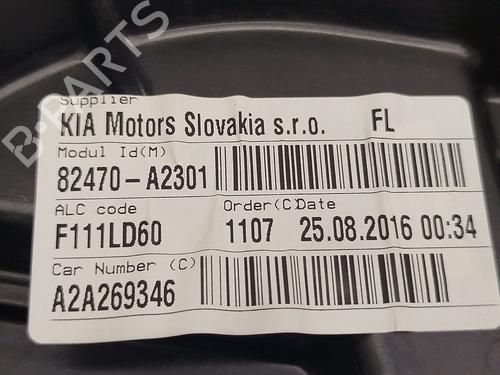 B-PARTS
Supplier
KIA Motors Slovakia s.r.o. FL
Modul Id(M)
82470-A2301
ALC code Order(C)Date
F111LD60 1107 25.08.2016 00:34
Car Number (C)
A2A269346